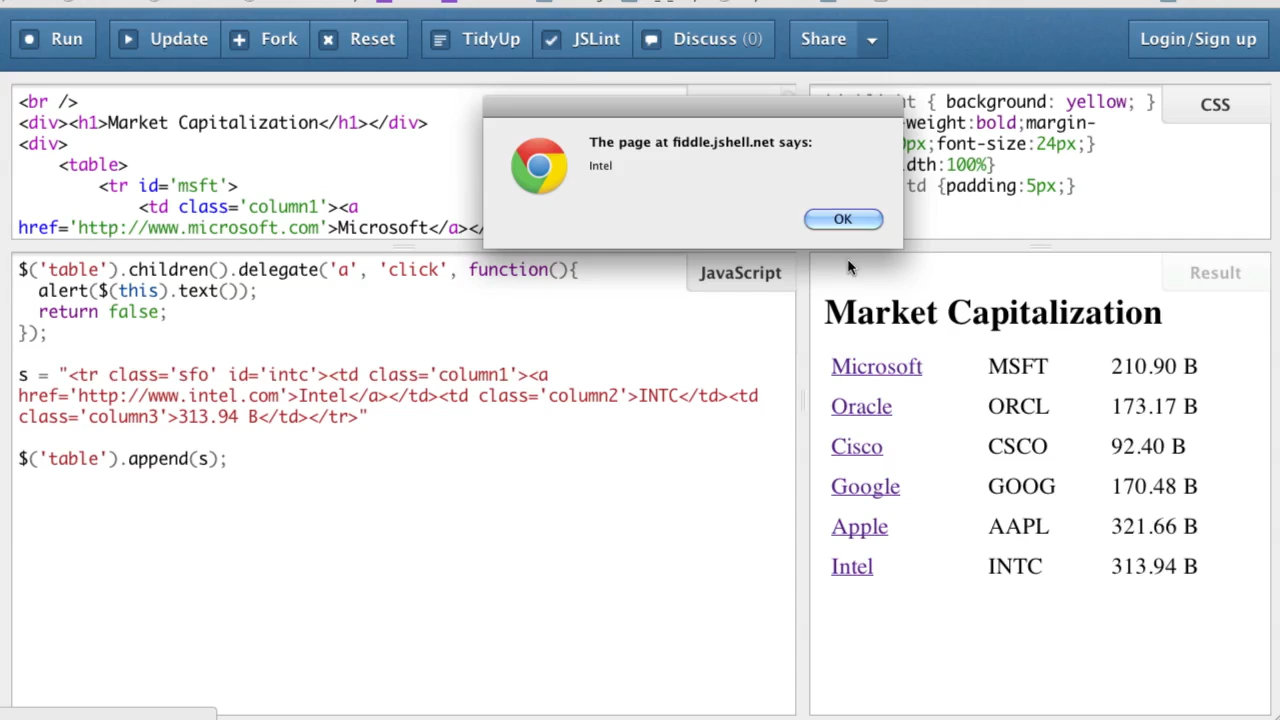 Run
Update
Fork
Reset
TidyUp
JSLint
Discuss (0)
Share
Login/Sign up
<br />
<div><h1>Market Capitalization</h1></div>
<div>
<table>
<tr id='msft'>
<td class='column1'><a
href='http://www.microsoft.com'>Microsoft</a></
The page at fiddle.jshell.net says:
Intel
OK
{ background: yellow; }
weight:bold;margin-
px;font-size:24px;}
width:100%}
td {padding:5px;}
CSS
$('table').children().delegate('a', 'click', function(){
alert($(this).text());
return false;
});
s = "<tr class='sfo' id='intc'><td class='column1'><a
href='http://www.intel.com'>Intel</a></td><td class='column2'>INTC</td><td
class='column3'>313.94 B</td></tr>"
$('table').append(s);
JavaScript
Result
Market Capitalization
Microsoft MSFT 210.90 B
Oracle ORCL 173.17 B
Cisco CSCO 92.40 B
Google GOOG 170.48 B
Apple AAPL 321.66 B
Intel INTC 313.94 B